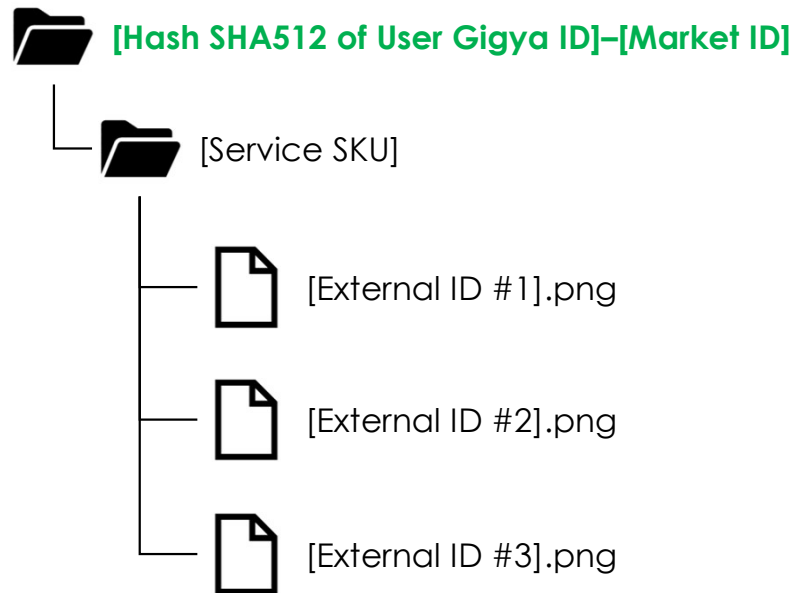 [Hash SHA512 of User Gigya ID]–[Market ID]
[Service SKU]
[External ID #1].png
[External ID #2].png
[External ID #3].png